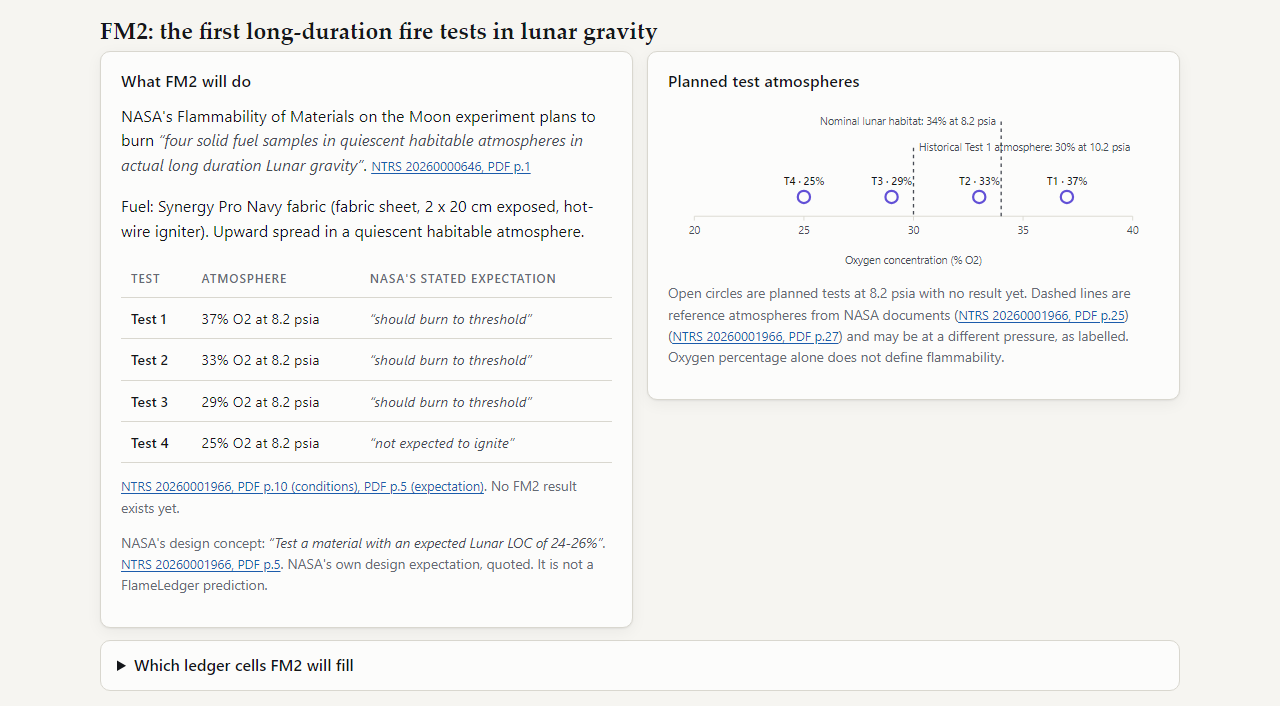 FM2: the first long-duration fire tests in lunar gravity
What FM2 will do
NASA's Flammability of Materials on the Moon experiment plans to
burn “four solid fuel samples in quiescent habitable atmospheres in
actual long duration Lunar gravity”. NTRS 20260000646, PDF p.1
Fuel: Synergy Pro Navy fabric (fabric sheet, 2 x 20 cm exposed, hot-
wire igniter). Upward spread in a quiescent habitable atmosphere.
TEST ATMOSPHERE NASA'S STATED EXPECTATION
Test 1 37% O2 at 8.2 psia “should burn to threshold”
Test 2 33% O2 at 8.2 psia “should burn to threshold”
Test 3 29% O2 at 8.2 psia “should burn to threshold”
Test 4 25% O2 at 8.2 psia “not expected to ignite”
NTRS 20260001966, PDF p.10 (conditions), PDF p.5 (expectation). No FM2 result
exists yet.
NASA's design concept: “Test a material with an expected Lunar LOC of 24-26%”.
NTRS 20260001966, PDF p.5. NASA's own design expectation, quoted. It is not a
FlameLedger prediction.
Planned test atmospheres
Nominal lunar habitat: 34% at 8.2 psia
Historical Test 1 atmosphere: 30% at 10.2 psia
T4 · 25% T3 · 29% T2 · 33% T1 · 37%
20 25 30 35 40
Oxygen concentration (% O2)
Open circles are planned tests at 8.2 psia with no result yet. Dashed lines are
reference atmospheres from NASA documents (NTRS 20260001966, PDF p.25)
(NTRS 20260001966, PDF p.27) and may be at a different pressure, as labelled.
Oxygen percentage alone does not define flammability.
Which ledger cells FM2 will fill